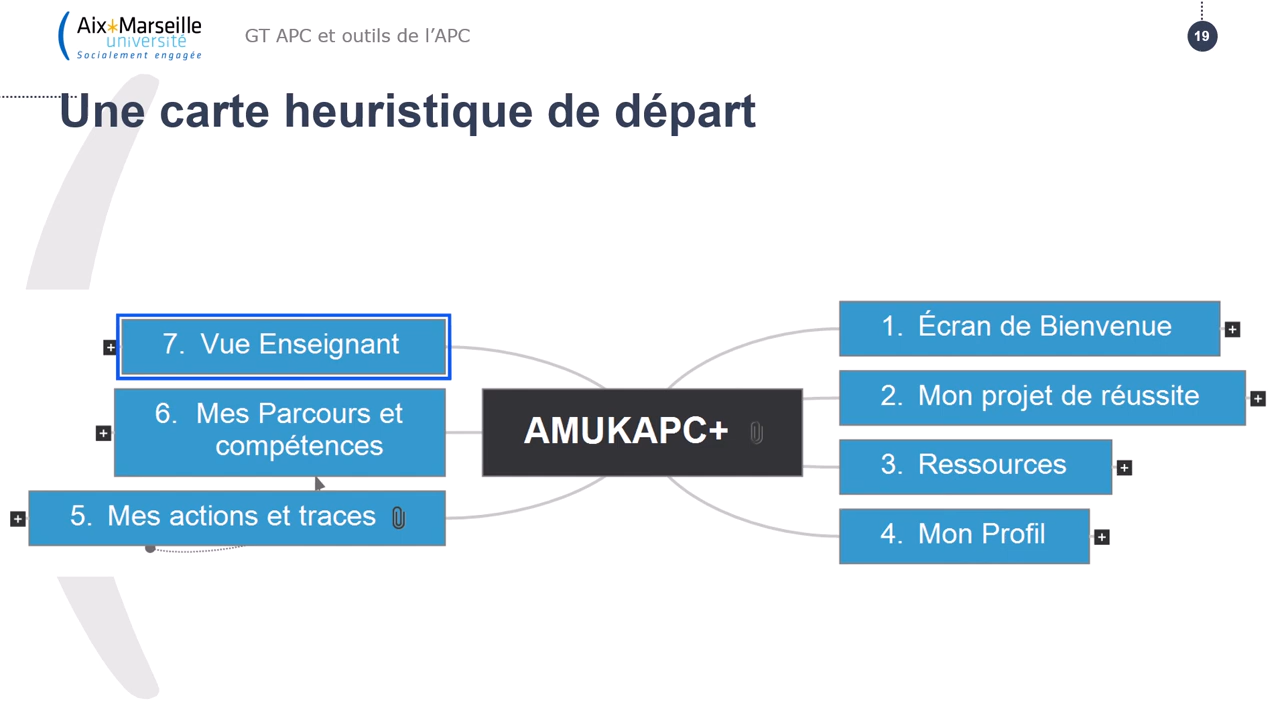 Aix*Marseille
université
Socialement engagée
GT APC et outils de l’APC
19
Une carte heuristique de départ
7. Vue Enseignant
6. Mes Parcours et
compétences
5. Mes actions et traces
AMUKAPC+
1. Écran de Bienvenue
2. Mon projet de réussite
3. Ressources
4. Mon Profil